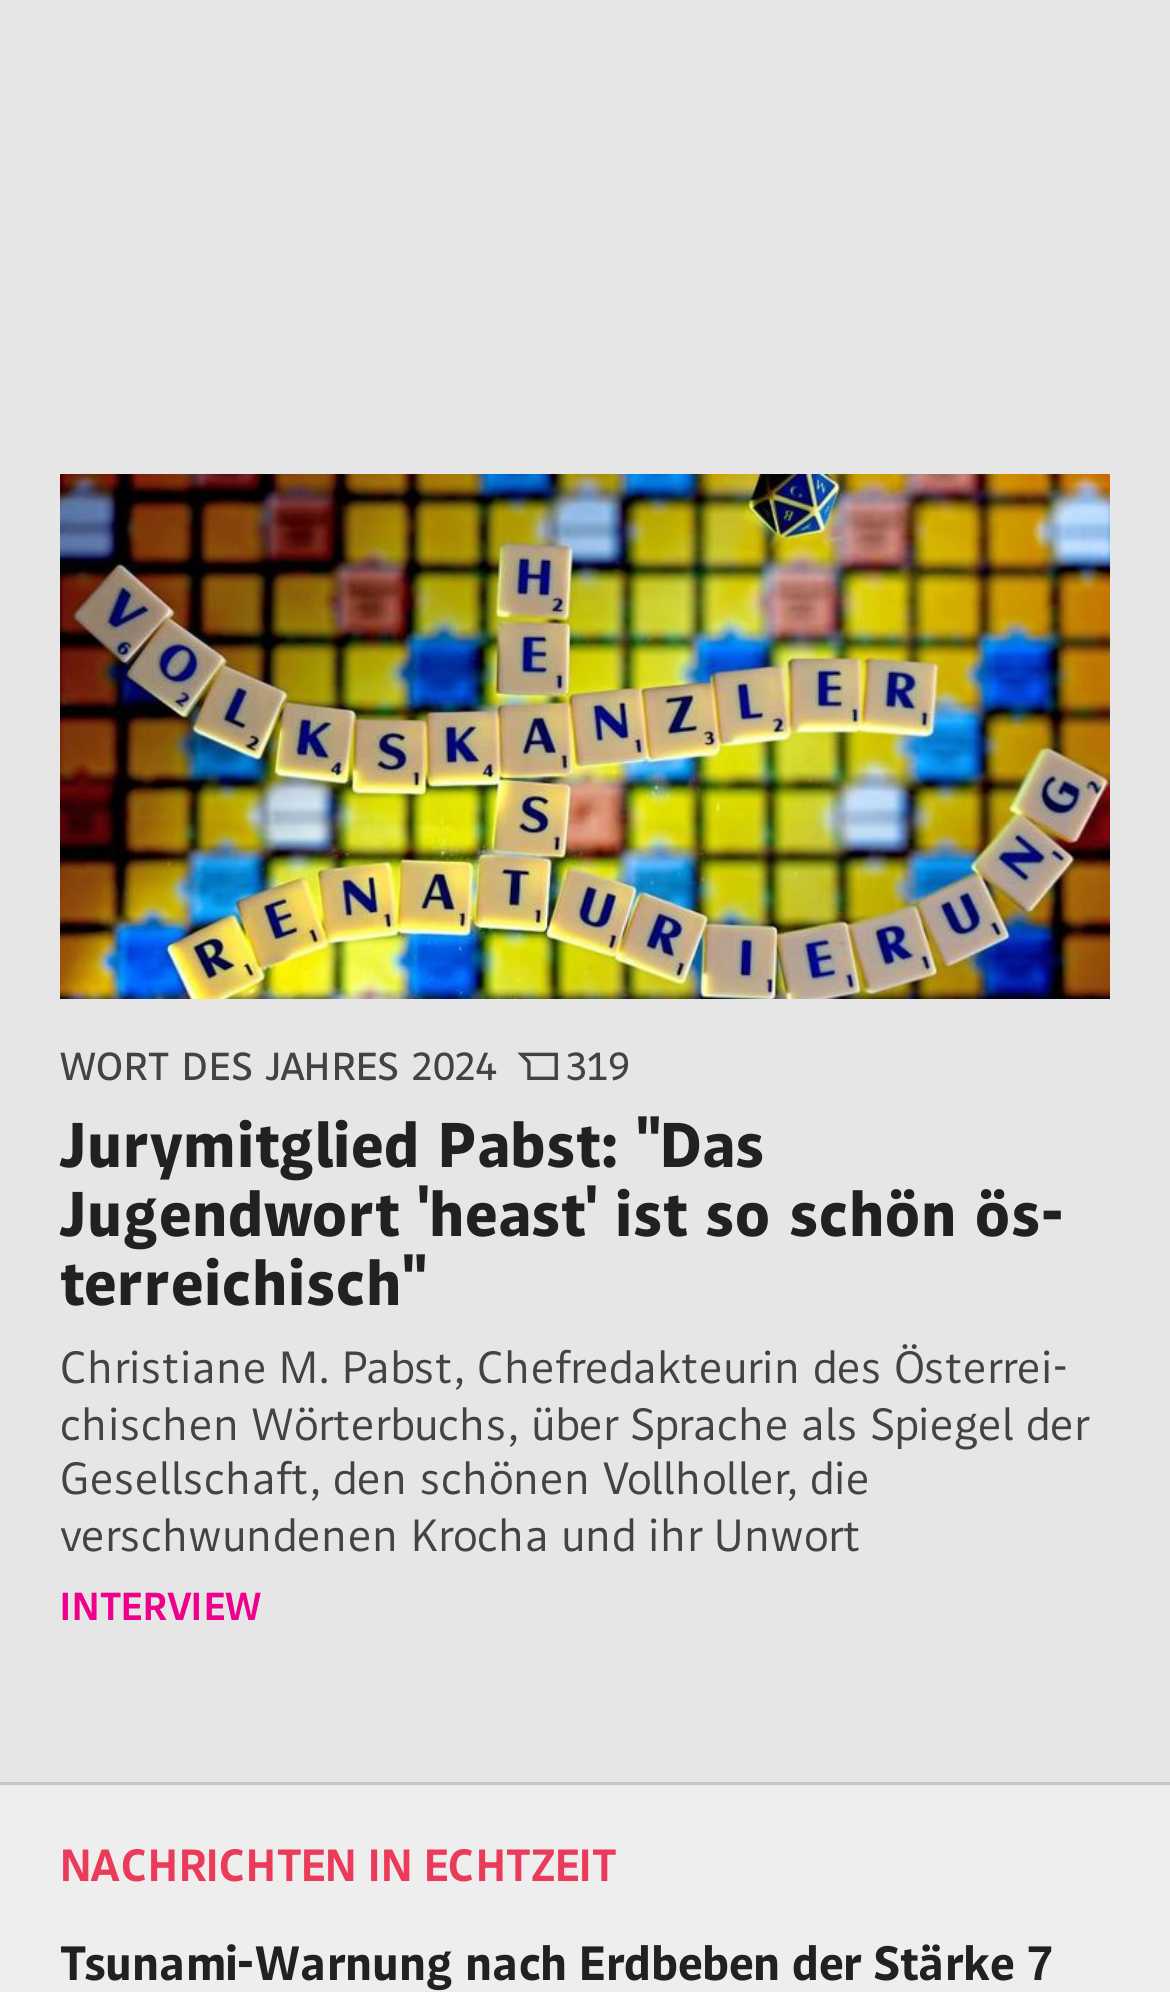 HEAST
VOLKSKANZLER
RENATURIERUNG
WORT DES JAHRES 2024 319
Jurymitglied Pabst: "Das
Jugendwort 'heast' ist so schön ös-
terreichisch"
Christiane M. Pabst, Chefredakteurin des Österrei-
chischen Wörterbuchs, über Sprache als Spiegel der
Gesellschaft, den schönen Vollholler, die
verschwundenen Krocha und ihr Unwort
INTERVIEW
NACHRICHTEN IN ECHTZEIT
Tsunami-Warnung nach Erdbeben der Stärke 7